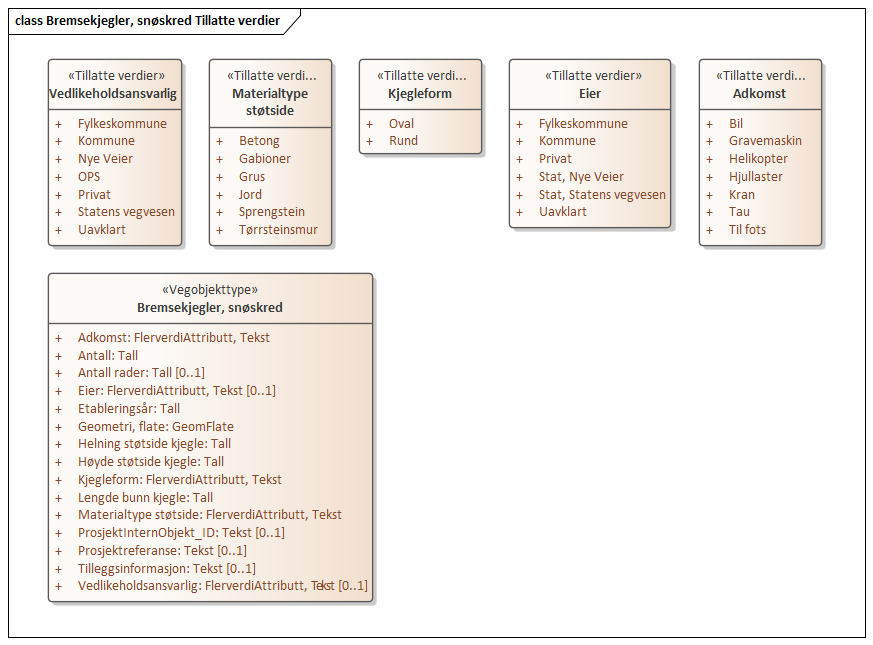 class Bremsekjegler, snøskred Tillatte verdier
«Tillatte verdier»
Vedlikeholdsansvarlig
+ Fylkeskommune
+ Kommune
+ Nye Veier
+ OPS
+ Privat
+ Statens vegvesen
+ Uavklart
«Tillatte verdi...
Materialtype
støtside
+ Betong
+ Gabioner
+ Grus
+ Jord
+ Sprengstein
+ Tørrsteinsmur
«Tillatte verdi...
Kjegleform
+ Oval
+ Rund
«Tillatte verdier»
Eier
+ Fylkeskommune
+ Kommune
+ Privat
+ Stat, Nye Veier
+ Stat, Statens vegvesen
+ Uavklart
«Tillatte verdi...
Adkomst
+ Bil
+ Gravemaskin
+ Helikopter
+ Hjullaster
+ Kran
+ Tau
+ Til fots
«Vegobjekttype»
Bremsekjegler, snøskred
+ Adkomst: FlerverdiAttributt, Tekst
+ Antall: Tall
+ Antall rader: Tall [0..1]
+ Eier: FlerverdiAttributt, Tekst [0..1]
+ Etableringsår: Tall
+ Geometri, flate: GeomFlate
+ Helning støtside kjegle: Tall
+ Høyde støtside kjegle: Tall
+ Kjegleform: FlerverdiAttributt, Tekst
+ Lengde bunn kjegle: Tall
+ Materialtype støtside: FlerverdiAttributt, Tekst
+ ProsjektInternObjekt_ID: Tekst [0..1]
+ Prosjektreferanse: Tekst [0..1]
+ Tilleggsinformasjon: Tekst [0..1]
+ Vedlikeholdsansvarlig: FlerverdiAttributt, Tekst [0..1]